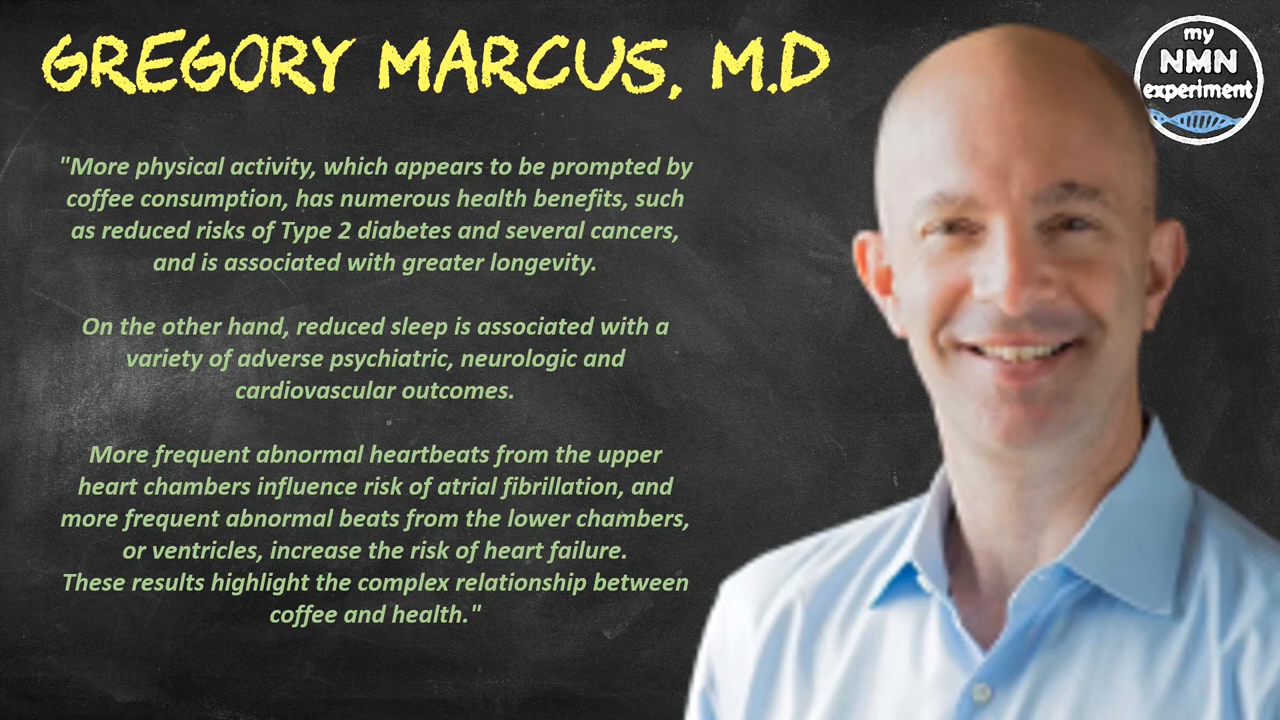 GREGORY MARCUS, M.D
my
NMN
experiment
"More physical activity, which appears to be prompted by
coffee consumption, has numerous health benefits, such
as reduced risks of Type 2 diabetes and several cancers,
and is associated with greater longevity.
On the other hand, reduced sleep is associated with a
variety of adverse psychiatric, neurologic and
cardiovascular outcomes.
More frequent abnormal heartbeats from the upper
heart chambers influence risk of atrial fibrillation, and
more frequent abnormal beats from the lower chambers,
or ventricles, increase the risk of heart failure.
These results highlight the complex relationship between
coffee and health."